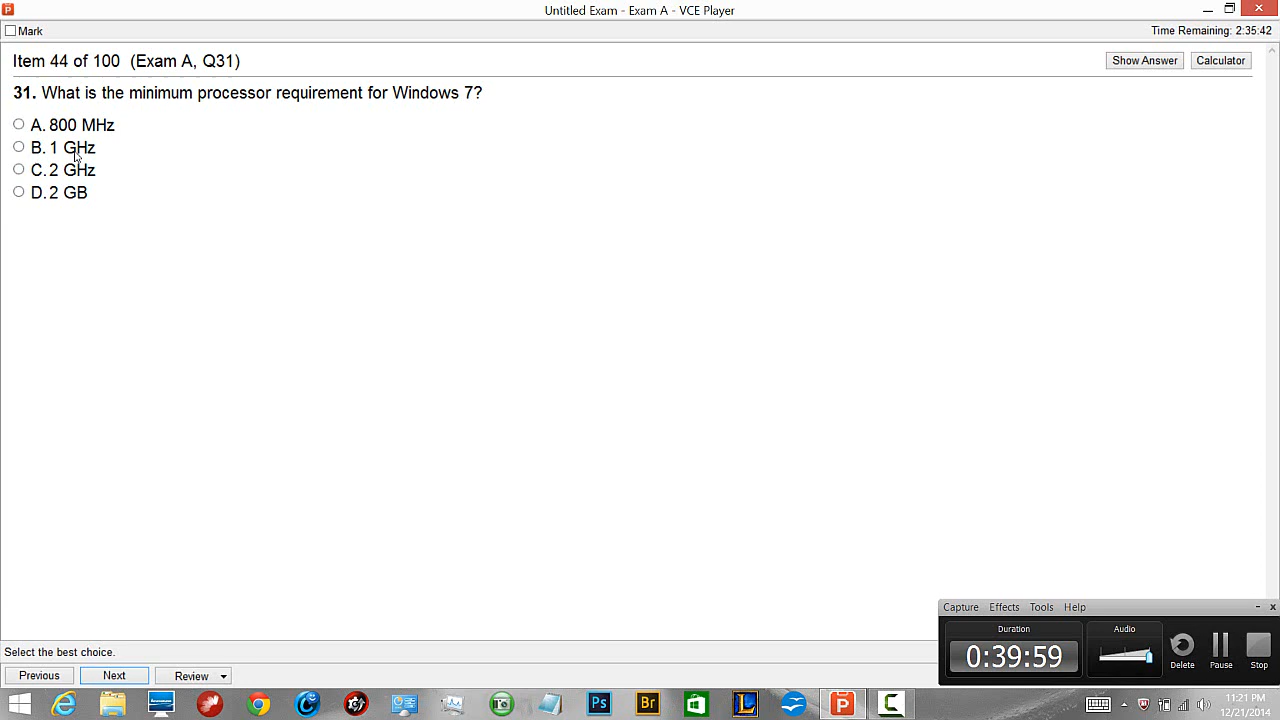 Untitled Exam - Exam A - VCE Player
Mark
Time Remaining: 2:35:42
Item 44 of 100 (Exam A, Q31)
Show Answer
Calculator
31. What is the minimum processor requirement for Windows 7?
A. 800 MHz
B. 1 GHz
C. 2 GHz
D. 2 GB
Capture Effects Tools Help
Duration
Audio
0:39:59
Delete
Pause
Stop
Select the best choice.
Previous
Next
Review
Ps
Br
11:21 PM
12/21/2014